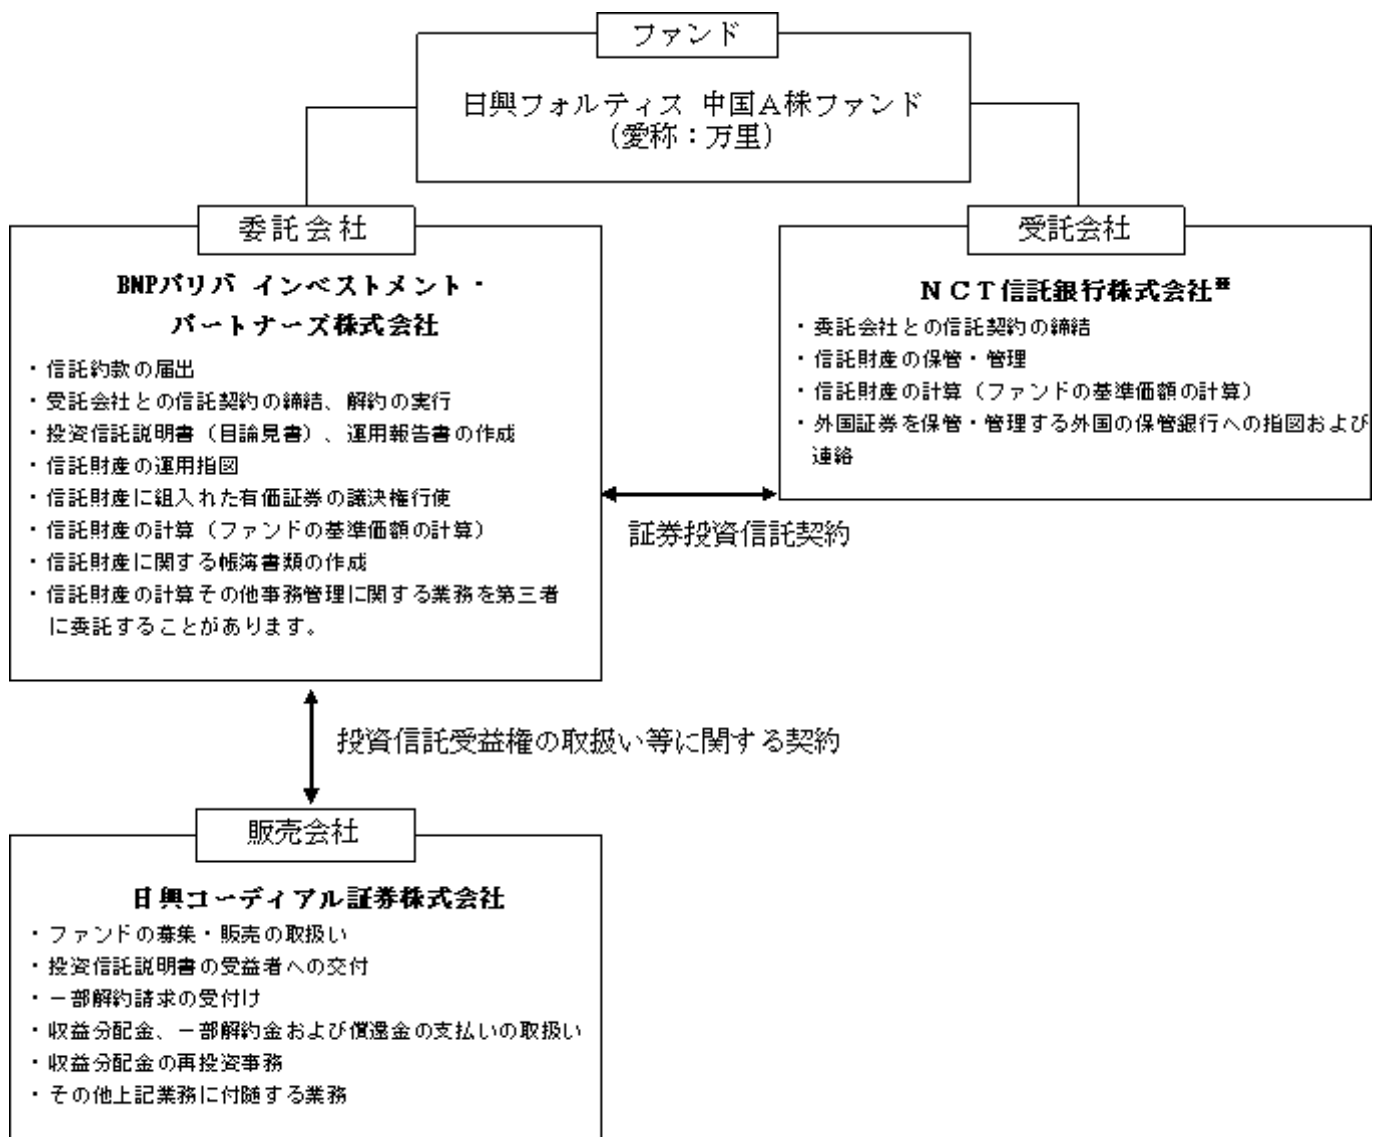 ファンド
日興フォルティス 中国A株ファンド
（愛称：万里）
委託会社
BNPパリバ インベストメント・
パートナーズ株式会社
・信託約款の届出
・受託会社との信託契約の締結、解約の実行
・投資信託説明書（目論見書）、運用報告書の作成
・信託財産の運用指図
・信託財産に組入れた有価証券の議決権行使
・信託財産の計算（ファンドの基準価額の計算）
・信託財産に関する帳簿書類の作成
・信託財産の計算その他事務管理に関する業務を第三者
に委託することがあります。
受託会社
NCT信託銀行株式会社※
・委託会社との信託契約の締結
・信託財産の保管・管理
・信託財産の計算（ファンドの基準価額の計算）
・外国証券を保管・管理する外国の保管銀行への指図および
連絡
証券投資信託契約
投資信託受益権の取扱い等に関する契約
販売会社
日興コーディアル証券株式会社
・ファンドの募集・販売の取扱い
・投資信託説明書の受益者への交付
・一部解約請求の受付け
・収益分配金、一部解約金および償還金の支払いの取扱い
・収益分配金の再投資事務
・その他上記業務に付随する業務